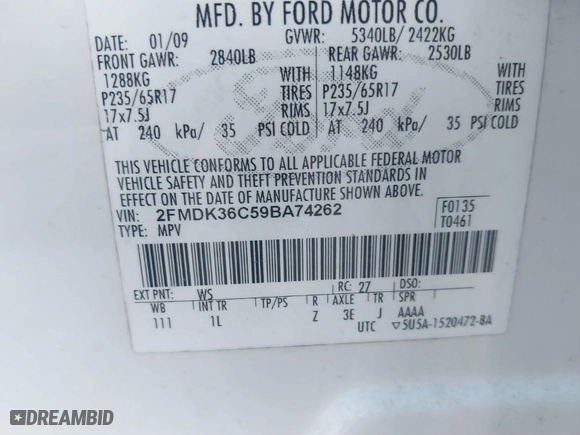 MFD. BY FORD MOTOR CO.
DATE: 01/09 GVWR: 5340LB/ 2422KG
FRONT GAWR: 2840LB REAR GAWR: 2530LB
1288KG WITH 1148KG WITH
P235/65R17 TIRES P235/65R17 TIRES
17x7.5J RIMS 17x7.5J RIMS
AT 240 kPa/ 35 PSI COLD AT 240 kPa/ 35 PSI COLD
THIS VEHICLE CONFORMS TO ALL APPLICABLE FEDERAL MOTOR
VEHICLE SAFETY AND THEFT PREVENTION STANDARDS IN
EFFECT ON THE DATE OF MANUFACTURE SHOWN ABOVE.
VIN: 2FMDK36C59BA74262 F0135
TYPE: MPV T0461
EXT PNT: WS RC: 27 DSO:
WB INT TR TP/PS R AXLE TR SPR
111 1L Z 3E J AAAA
UTC ▽5U5A-1520472-BA
DREAMBID